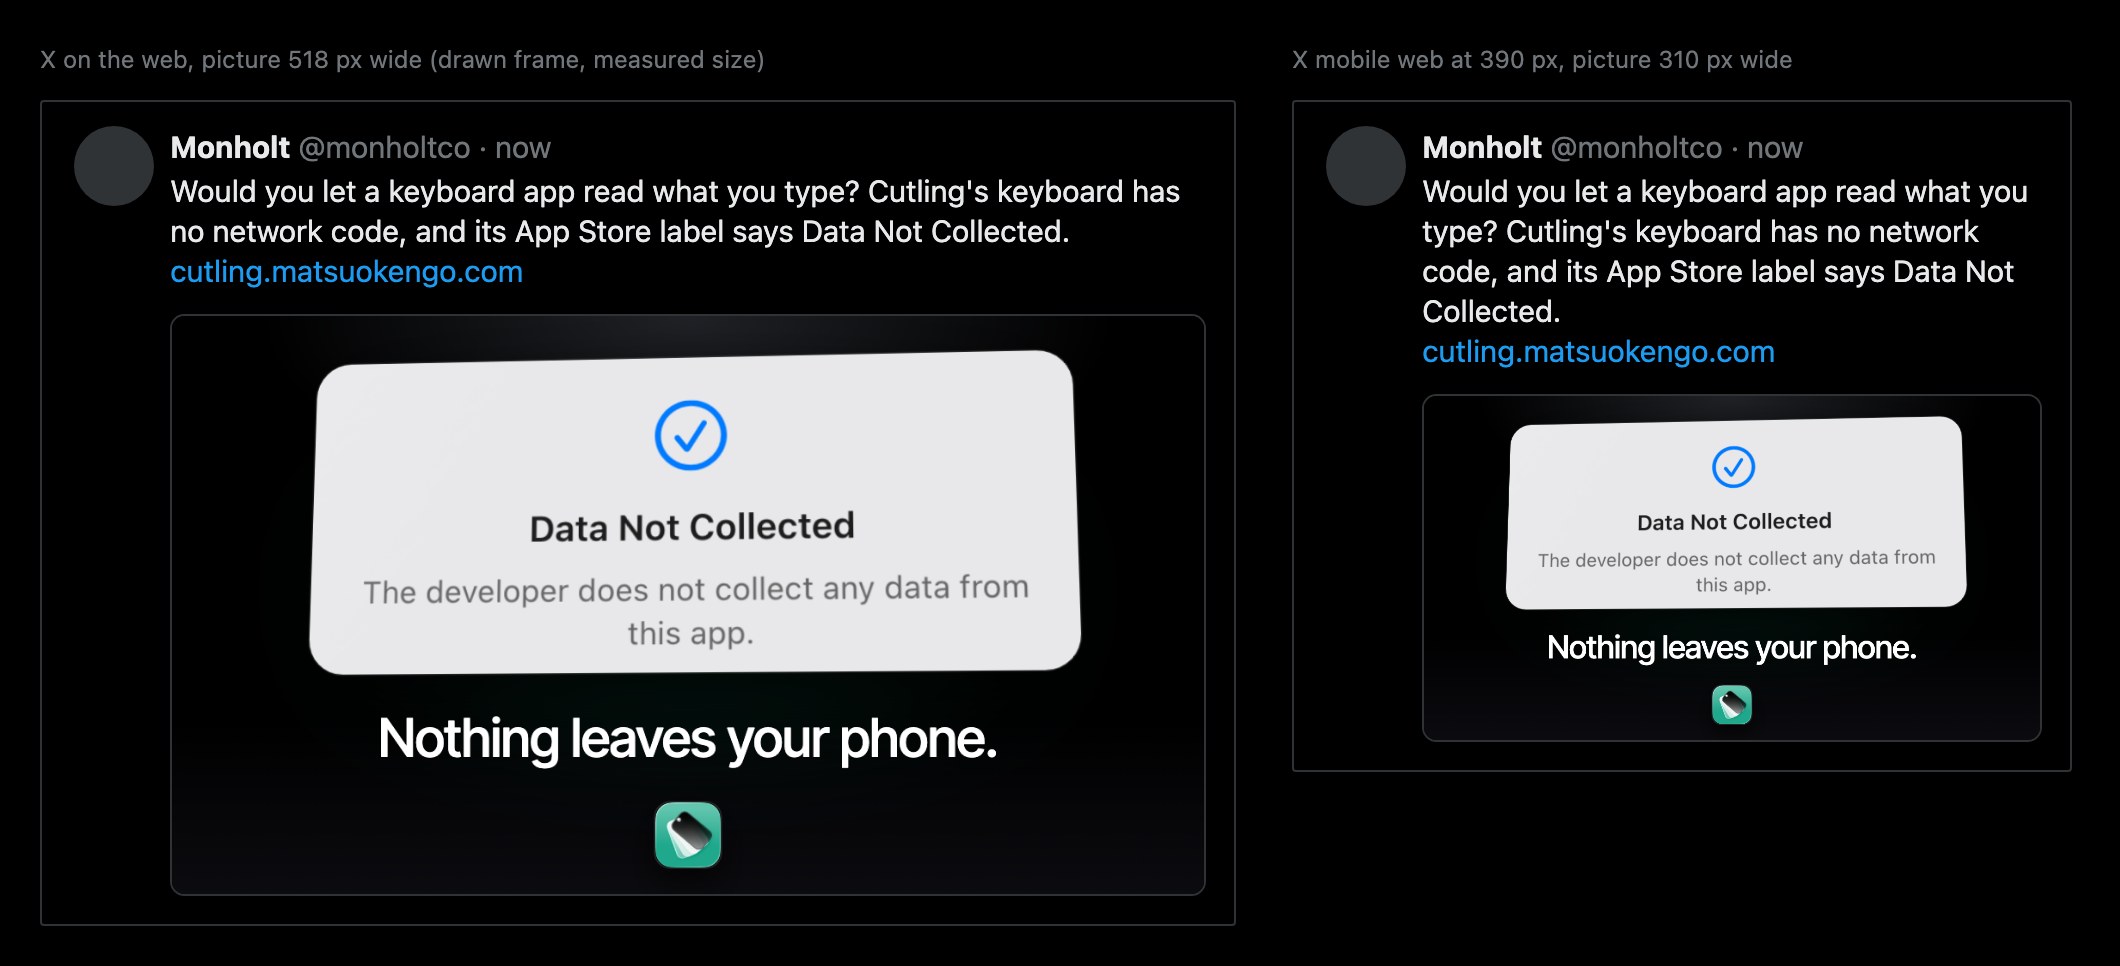 X on the web, picture 518 px wide (drawn frame, measured size)
Monholt @monholtco · now
Would you let a keyboard app read what you type? Cutling's keyboard has
no network code, and its App Store label says Data Not Collected.
cutling.matsuokengo.com
Data Not Collected
The developer does not collect any data from
this app.
Nothing leaves your phone.
X mobile web at 390 px, picture 310 px wide
Monholt @monholtco · now
Would you let a keyboard app read what you
type? Cutling's keyboard has no network
code, and its App Store label says Data Not
Collected.
cutling.matsuokengo.com
Data Not Collected
The developer does not collect any data from
this app.
Nothing leaves your phone.